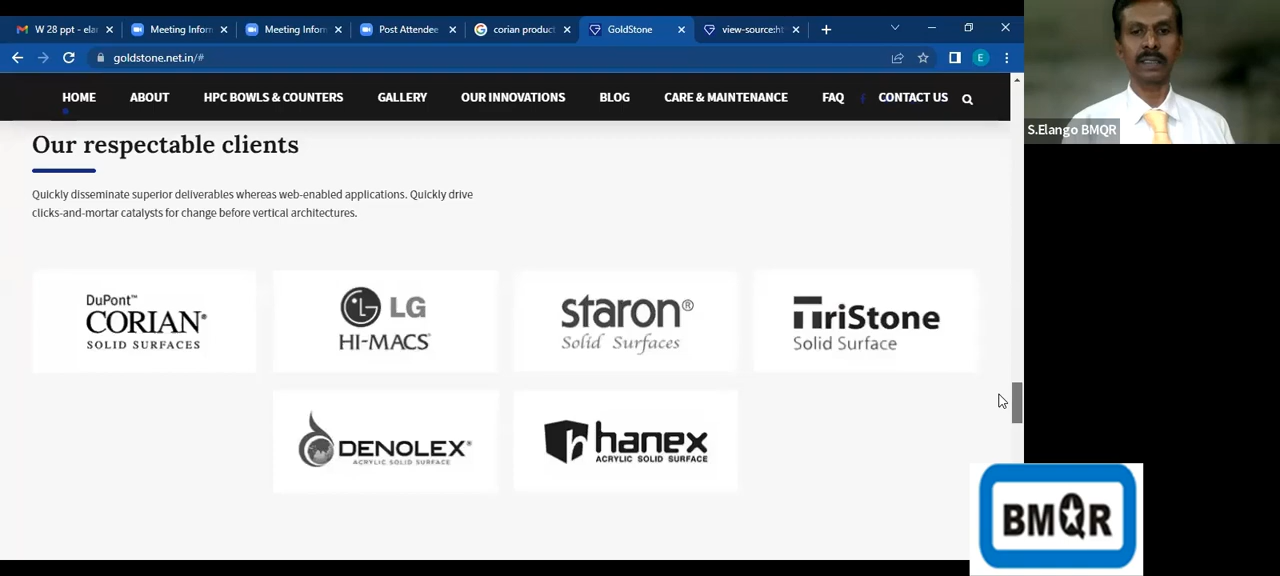 W 28 ppt - ela
Meeting Inforn
Meeting Inforn
Post Attendee
corian product
GoldStone
view-source:ht
goldstone.net.in/#
E
HOME
ABOUT
HPC BOWLS & COUNTERS
GALLERY
OUR INNOVATIONS
BLOG
CARE & MAINTENANCE
FAQ
CONTACT US
S.Elango BMQR
Our respectable clients
Quickly disseminate superior deliverables whereas web-enabled applications. Quickly drive
clicks-and-mortar catalysts for change before vertical architectures.
DuPont™
CORIAN®
SOLID SURFACES
LG
HI-MACS®
staron®
Solid Surfaces
TriStone
Solid Surface
DENOLEX®
ACRYLIC SOLID SURFACE
hanex
ACRYLIC SOLID SURFACE
BMQR